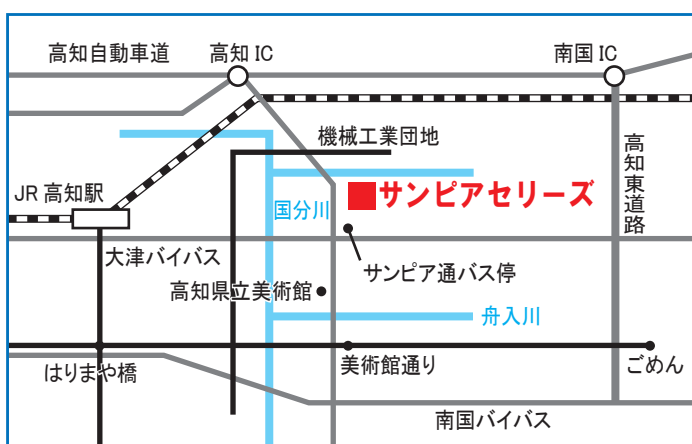 高知自動車道
高知 IC
南国 IC
機械工業団地
高知東道路
JR 高知駅
国分川
サンピアセリーズ
大津バイパス
サンピア通バス停
高知県立美術館
舟入川
はりまや橋
美術館通り
ごめん
南国バイパス